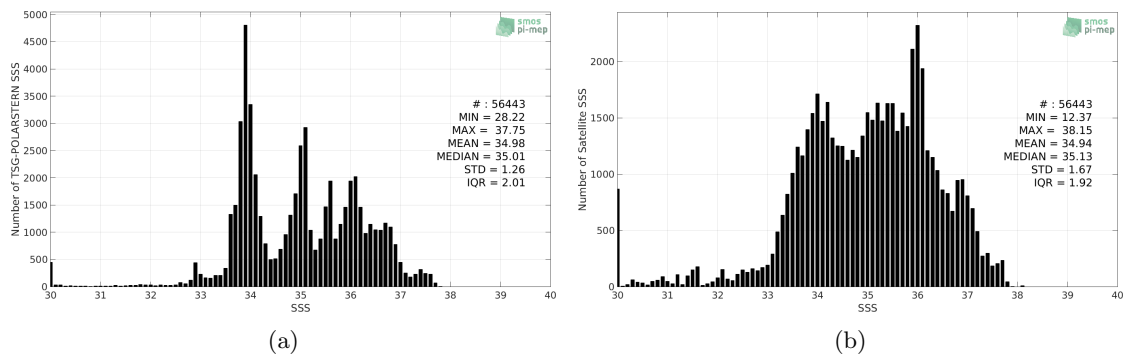 smos
pi-mep
Number of TSG-POLARSTERN SSS
5000
4500
4000
3500
3000
2500
2000
1500
1000
500
0
# : 56443
MIN = 28.22
MAX = 37.75
MEAN = 34.98
MEDIAN = 35.01
STD = 1.26
IQR = 2.01
30 31 32 33 34 35 36 37 38 39 40
SSS
(a)
smos
pi-mep
Number of Satellite SSS
2000
1500
1000
500
0
# : 56443
MIN = 12.37
MAX = 38.15
MEAN = 34.94
MEDIAN = 35.13
STD = 1.67
IQR = 1.92
30 31 32 33 34 35 36 37 38 39 40
SSS
(b)